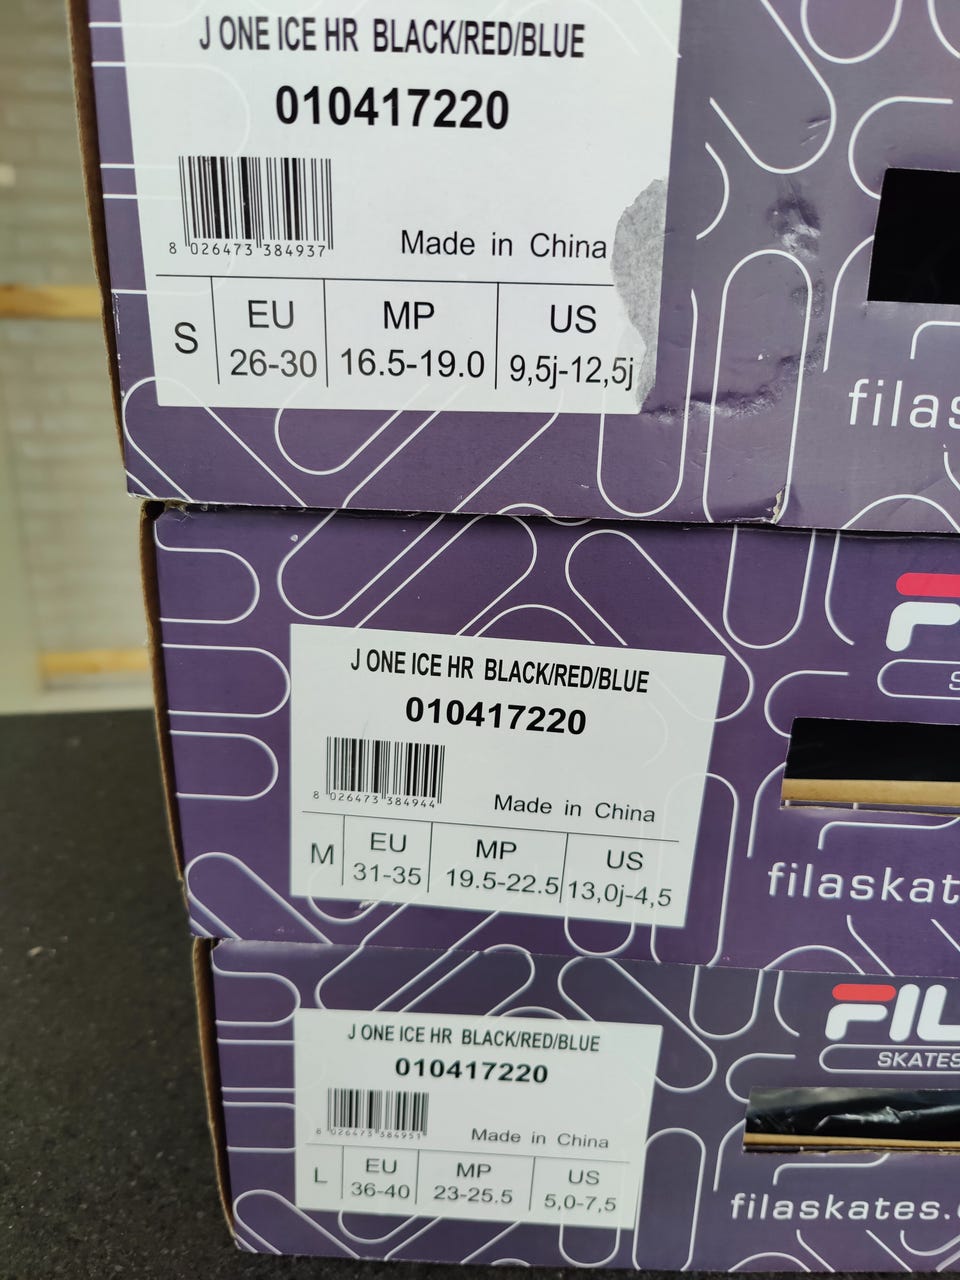 J ONE ICE HR BLACK/RED/BLUE
010417220
8 026473 384937
Made in China
S
EU
26-30
MP
16.5-19.0
US
9,5j-12,5j
filas
J ONE ICE HR BLACK/RED/BLUE
010417220
8 026473 384944
Made in China
M
EU
31-35
MP
19.5-22.5
US
13,0j-4,5
F
S
filaskat
J ONE ICE HR BLACK/RED/BLUE
010417220
8 026473 384951
Made in China
L
EU
36-40
MP
23-25.5
US
5,0-7,5
FIL
SKATES
filaskates.